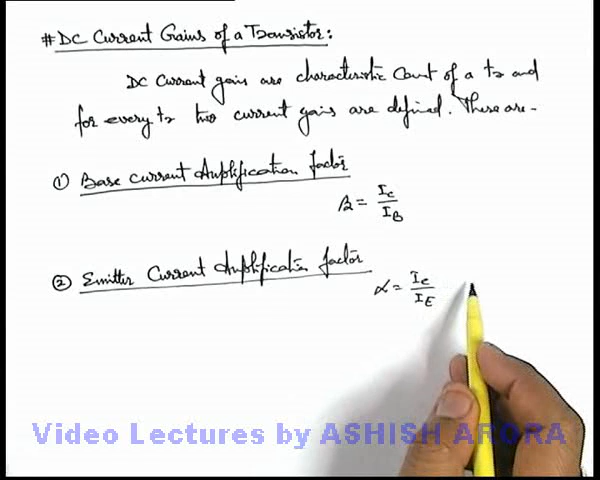 # DC Current Gains of a Transistor:
DC Current gain are characteristic Const of a tr and
for every tr two current gains are defined. These are -
① Base Current Amplification factor
β = IC/IB
② Emitter Current Amplification factor
α = IC/IE
Video Lectures by ASHISH ARORA